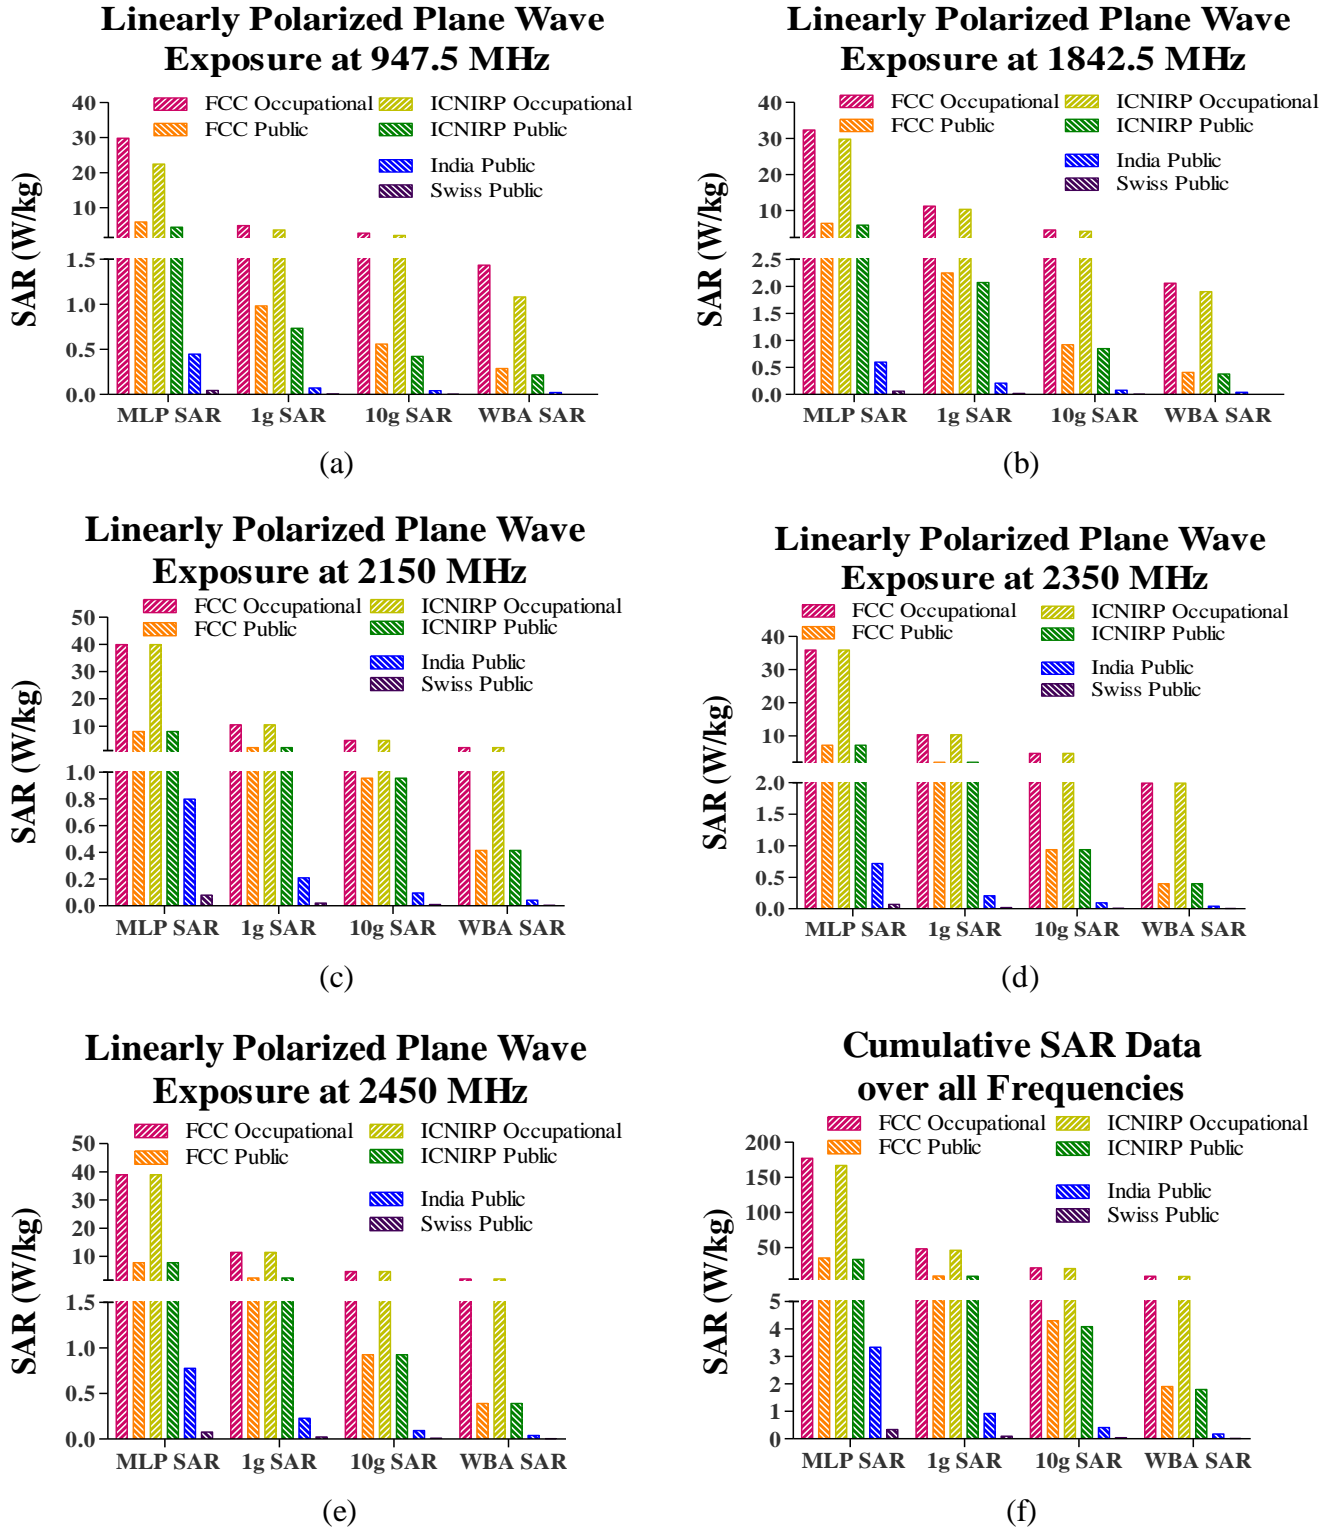 Linearly Polarized Plane Wave
Exposure at 947.5 MHz
FCC Occupational
ICNIRP Occupational
FCC Public
ICNIRP Public
India Public
Swiss Public
SAR (W/kg)
40
30
20
10
1.5
1.0
0.5
0.0
MLP SAR 1g SAR 10g SAR WBA SAR
(a)
Linearly Polarized Plane Wave
Exposure at 1842.5 MHz
FCC Occupational
ICNIRP Occupational
FCC Public
ICNIRP Public
India Public
Swiss Public
SAR (W/kg)
40
30
20
10
2.5
2.0
1.5
1.0
0.5
0.0
MLP SAR 1g SAR 10g SAR WBA SAR
(b)
Linearly Polarized Plane Wave
Exposure at 2150 MHz
FCC Occupational
ICNIRP Occupational
FCC Public
ICNIRP Public
India Public
Swiss Public
SAR (W/kg)
50
40
30
20
10
1.0
0.8
0.6
0.4
0.2
0.0
MLP SAR 1g SAR 10g SAR WBA SAR
(c)
Linearly Polarized Plane Wave
Exposure at 2350 MHz
FCC Occupational
ICNIRP Occupational
FCC Public
ICNIRP Public
India Public
Swiss Public
SAR (W/kg)
40
30
20
10
2.0
1.5
1.0
0.5
0.0
MLP SAR 1g SAR 10g SAR WBA SAR
(d)
Linearly Polarized Plane Wave
Exposure at 2450 MHz
FCC Occupational
ICNIRP Occupational
FCC Public
ICNIRP Public
India Public
Swiss Public
SAR (W/kg)
50
40
30
20
10
1.5
1.0
0.5
0.0
MLP SAR 1g SAR 10g SAR WBA SAR
(e)
Cumulative SAR Data
over all Frequencies
FCC Occupational
ICNIRP Occupational
FCC Public
ICNIRP Public
India Public
Swiss Public
SAR (W/kg)
200
150
100
50
5
4
3
2
1
0
MLP SAR 1g SAR 10g SAR WBA SAR
(f)